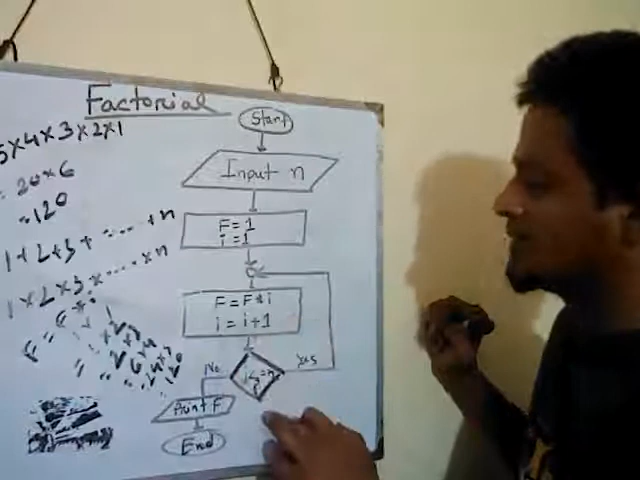 Factorial
5x4x3x2x1
= 20x6
=120
1+2+3+.....+n
1x2x3x.....xn
Start
Input n
F=1
i=1
F=F*i
i=i+1
i<=n
Yes
No
Print F
End